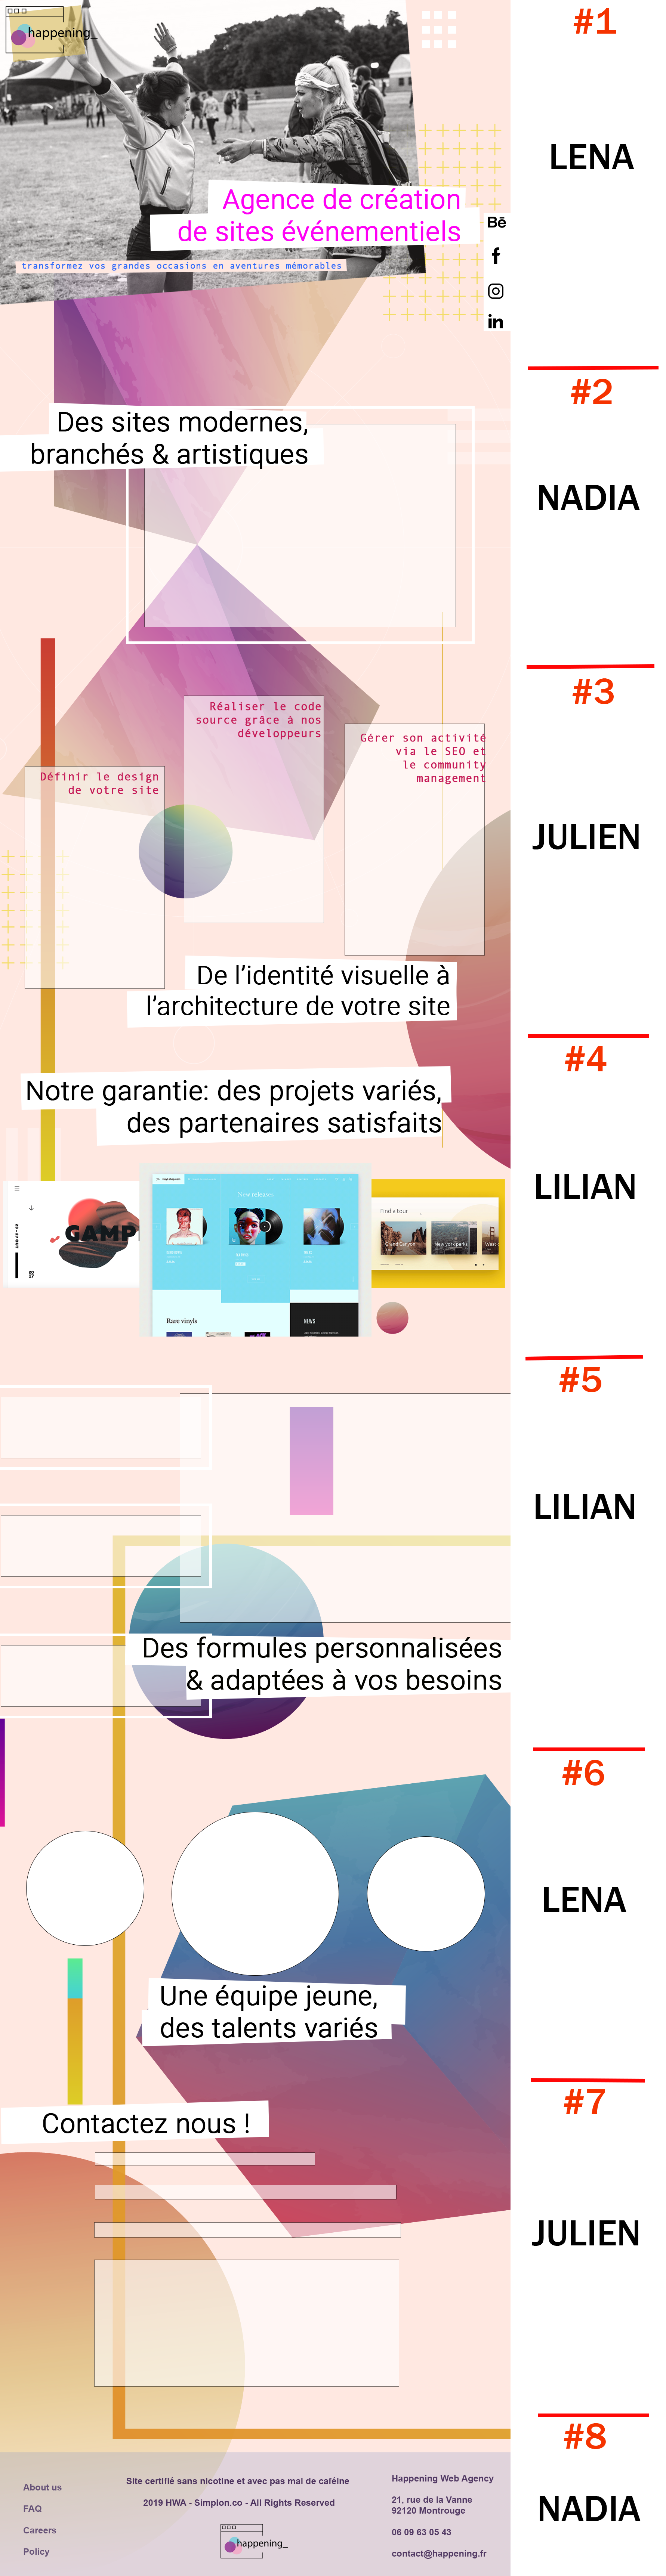 happening_
#1
LENA
Agence de création
de sites événementiels
transformez vos grandes occasions en aventures mémorables
Bē
f
in
#2
NADIA
Des sites modernes,
branchés & artistiques
#3
JULIEN
Réaliser le code
source grâce à nos
développeurs
Gérer son activité
via le SEO et
le community
management
Définir le design
de votre site
De l'identité visuelle à
l'architecture de votre site
#4
LILIAN
Notre garantie: des projets variés,
des partenaires satisfaits
GAMP
New releases
Find a tour
Grand Canyon
New york parks
West
Rare vinyls
NEWS
#5
LILIAN
Des formules personnalisées
& adaptées à vos besoins
#6
LENA
Une équipe jeune,
des talents variés
#7
JULIEN
Contactez nous !
#8
NADIA
About us
FAQ
Careers
Policy
Site certifié sans nicotine et avec pas mal de caféine
2019 HWA - Simplon.co - All Rights Reserved
happening_
Happening Web Agency
21, rue de la Vanne
92120 Montrouge
06 09 63 05 43
contact@happening.fr